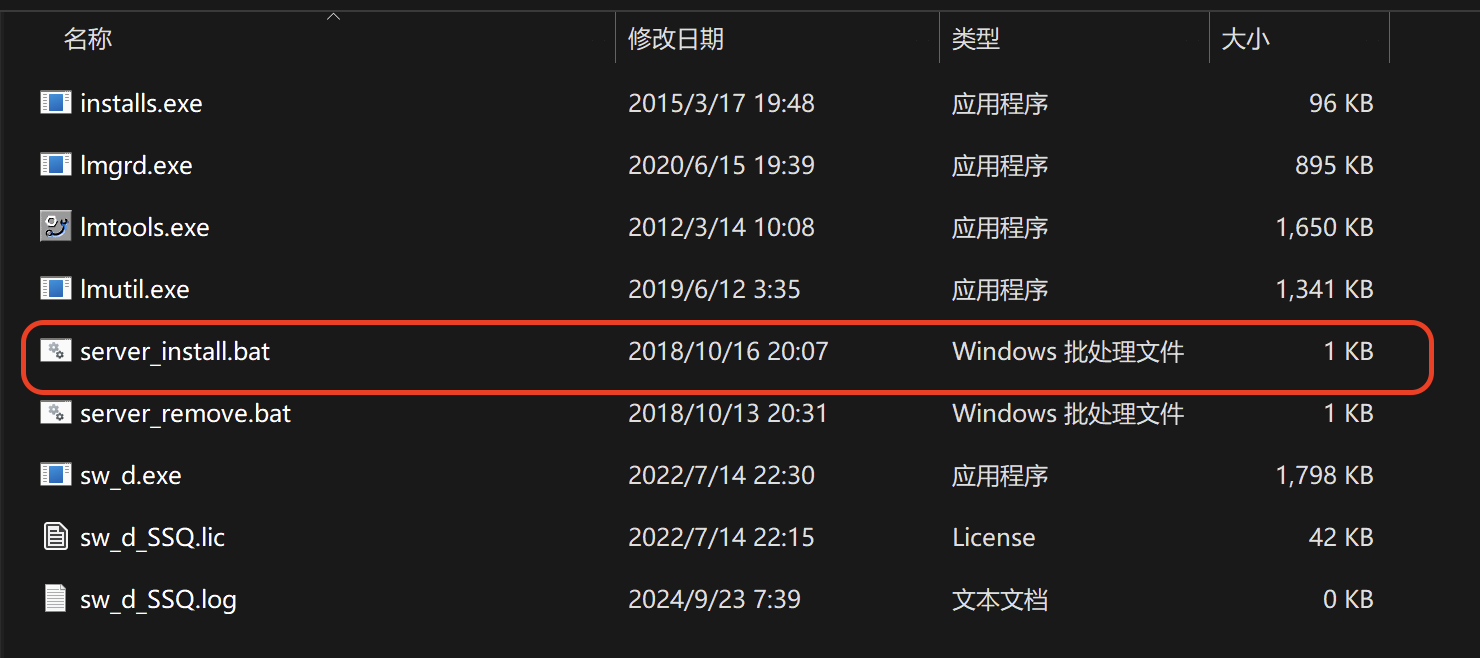 名称 修改日期 类型 大小
installs.exe 2015/3/17 19:48 应用程序 96 KB
lmgrd.exe 2020/6/15 19:39 应用程序 895 KB
lmtools.exe 2012/3/14 10:08 应用程序 1,650 KB
lmutil.exe 2019/6/12 3:35 应用程序 1,341 KB
server_install.bat 2018/10/16 20:07 Windows 批处理文件 1 KB
server_remove.bat 2018/10/13 20:31 Windows 批处理文件 1 KB
sw_d.exe 2022/7/14 22:30 应用程序 1,798 KB
sw_d_SSQ.lic 2022/7/14 22:15 License 42 KB
sw_d_SSQ.log 2024/9/23 7:39 文本文档 0 KB